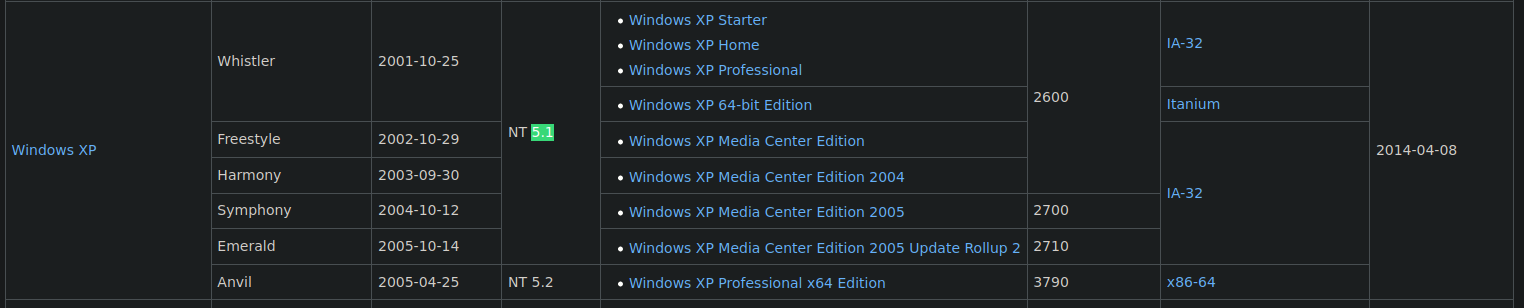 Windows XP
Whistler
2001-10-25
NT 5.1
Windows XP Starter
Windows XP Home
Windows XP Professional
2600
IA-32
2014-04-08
Windows XP 64-bit Edition
Itanium
Freestyle
2002-10-29
Windows XP Media Center Edition
IA-32
Harmony
2003-09-30
Windows XP Media Center Edition 2004
Symphony
2004-10-12
Windows XP Media Center Edition 2005
2700
Emerald
2005-10-14
Windows XP Media Center Edition 2005 Update Rollup 2
2710
Anvil
2005-04-25
NT 5.2
Windows XP Professional x64 Edition
3790
x86-64